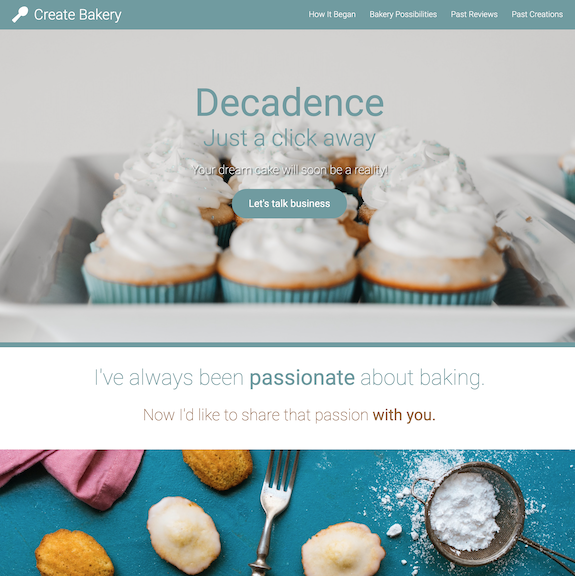 Create Bakery
How It Began
Bakery Possibilities
Past Reviews
Past Creations
Decadence
Just a click away
Your dream cake will soon be a reality!
Let's talk business
I've always been passionate about baking.
Now I'd like to share that passion with you.